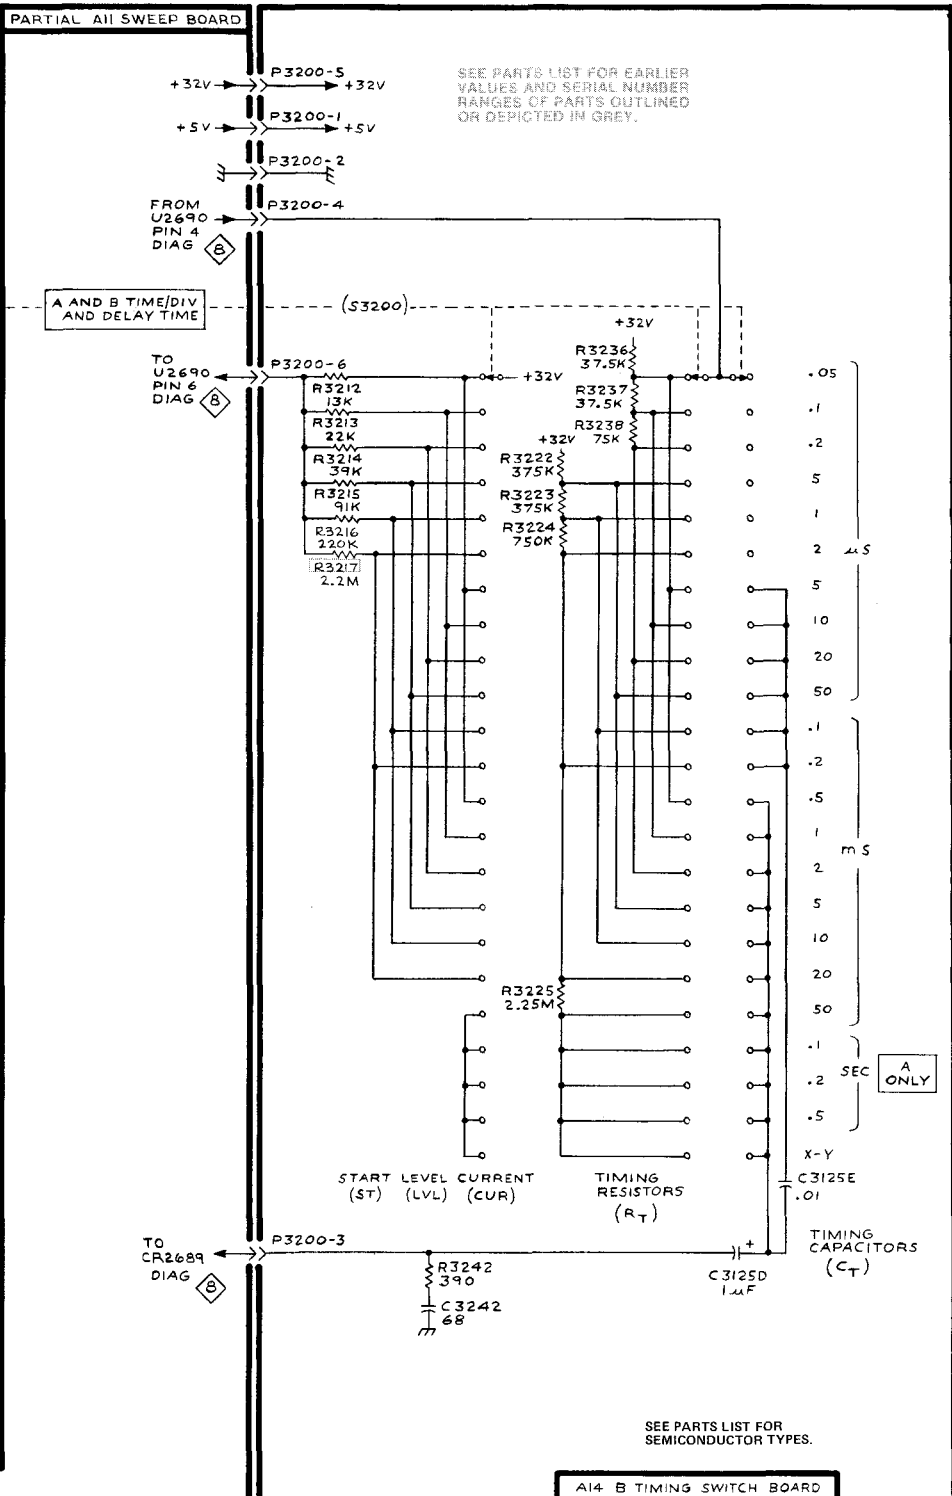 PARTIAL A11 SWEEP BOARD
P3200-5
+32V
+32V
SEE PARTS LIST FOR EARLIER
VALUES AND SERIAL NUMBER
RANGES OF PARTS OUTLINED
OR DEPICTED IN GREY.
P3200-1
+5V
+5V
P3200-2
FROM
U2690
PIN 4
DIAG
8
P3200-4
A AND B TIME/DIV
AND DELAY TIME
(S3200)
+32V
TO
U2690
PIN 6
DIAG
8
P3200-6
R3212
13K
R3213
22K
R3214
39K
R3215
91K
R3216
220K
R3217
2.2M
+32V
R3236
37.5K
R3237
37.5K
R3238
75K
+32V
R3222
375K
R3223
375K
R3224
750K
R3225
2.25M
.05
.1
.2
5
1
2
µS
5
10
20
50
.1
.2
.5
1
mS
2
5
10
20
50
.1
.2
SEC
A
ONLY
.5
X-Y
START LEVEL CURRENT
(ST) (LVL) (CUR)
TIMING
RESISTORS
(RT)
C3125E
.01
TIMING
CAPACITORS
(CT)
TO
CR2689
DIAG
8
P3200-3
R3242
390
C3242
68
+
C3125D
1µF
SEE PARTS LIST FOR
SEMICONDUCTOR TYPES.
A14 B TIMING SWITCH BOARD